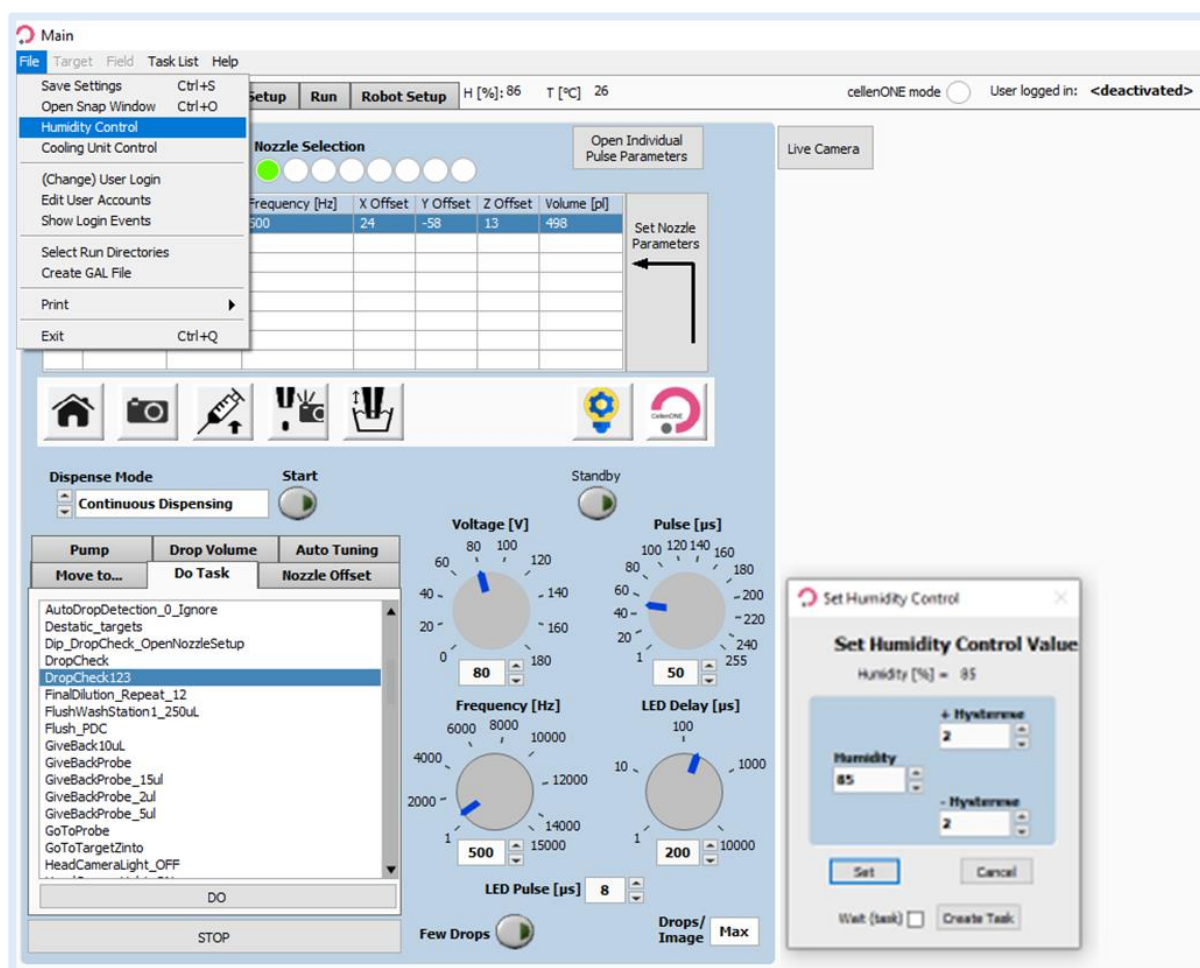 Main
File Target Field Task List Help
Save Settings Ctrl+S
Open Snap Window Ctrl+O
Humidity Control
Cooling Unit Control
(Change) User Login
Edit User Accounts
Show Login Events
Select Run Directories
Create GAL File
Print
Exit Ctrl+Q
Setup Run Robot Setup H [%]: 86 T [°C] 26 cellenONE mode User logged in: <deactivated>
Nozzle Selection
Open Individual
Pulse Parameters
Live Camera
Frequency [Hz] X Offset Y Offset Z Offset Volume [pl]
500 24 -58 13 498
Set Nozzle
Parameters
CellenONE
Dispense Mode Start Standby
Continuous Dispensing
Pump Drop Volume Auto Tuning
Move to... Do Task Nozzle Offset
AutoDropDetection_0_Ignore
Destatic_targets
Dip_DropCheck_OpenNozzleSetup
DropCheck
DropCheck123
FinalDilution_Repeat_12
FlushWashStation1_250uL
Flush_PDC
GiveBack10uL
GiveBackProbe
GiveBackProbe_15ul
GiveBackProbe_2ul
GiveBackProbe_5ul
GoToProbe
GoToTargetZinto
HeadCameraLight_OFF
DO
STOP
Voltage [V]
0 20 40 60 80 100 120 140 160 180
80
Pulse [µs]
1 20 40 60 80 100 120 140 160 180 200 220 240 255
50
Frequency [Hz]
1 2000 4000 6000 8000 10000 12000 14000 15000
500
LED Delay [µs]
1 10 100 1000 10000
200
LED Pulse [µs] 8
Few Drops
Drops/
Image Max
Set Humidity Control
Set Humidity Control Value
Humidity [%] = 85
+ Hysterese
2
Humidity
85
- Hysterese
2
Set Cancel
Wait (task) Create Task